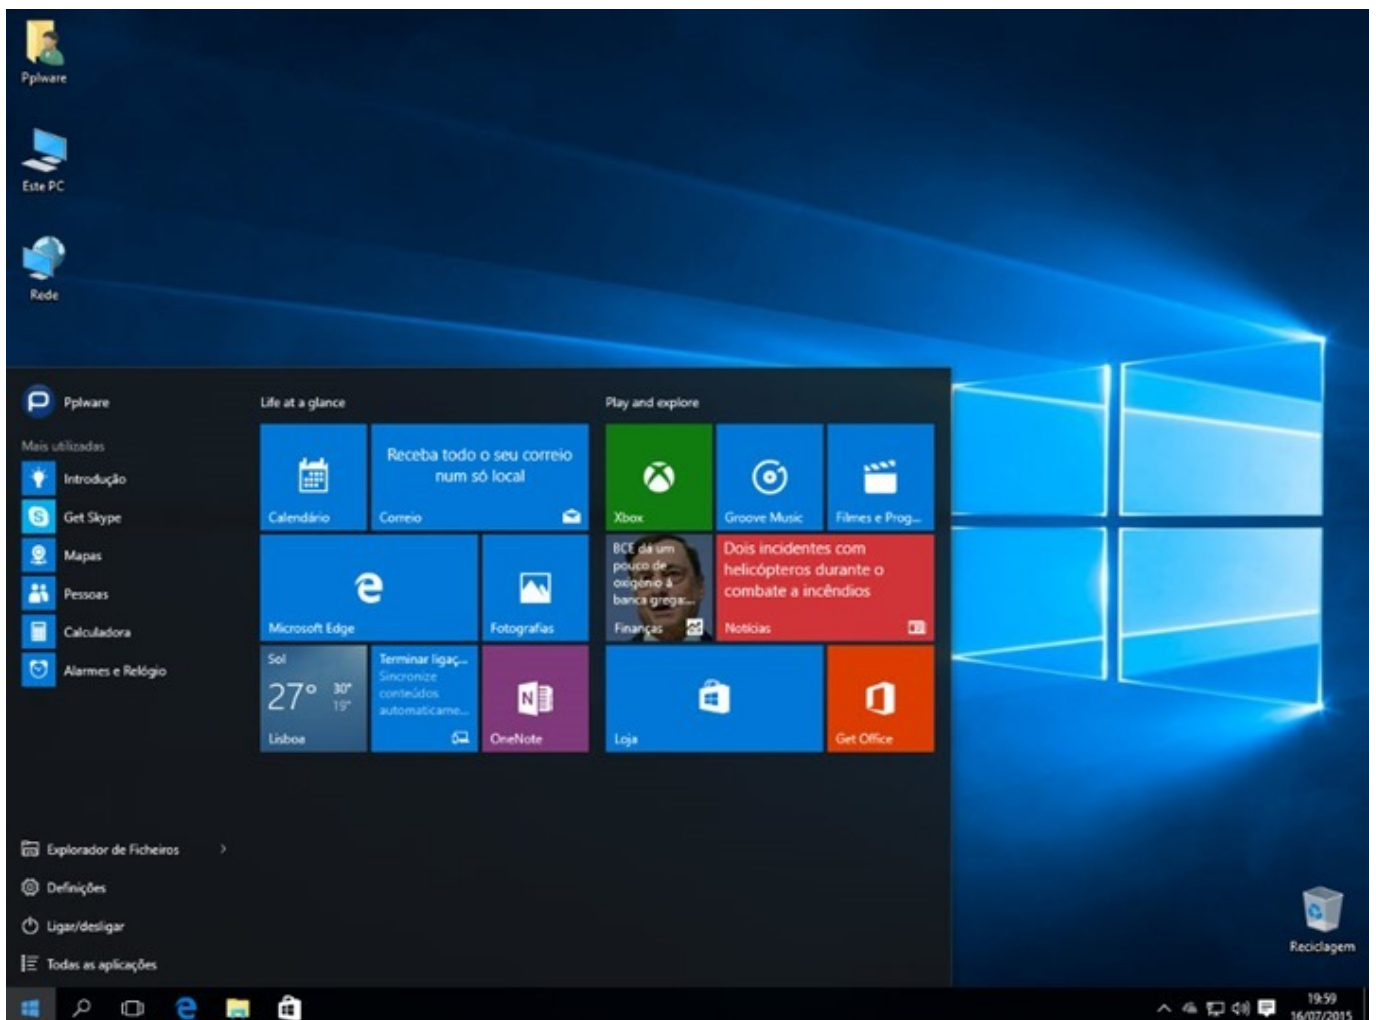 Pplware
Este PC
Rede
Pplware
Mais utilizadas
Introdução
Get Skype
Mapas
Pessoas
Calculadora
Alarmes e Relógio
Explorador de Ficheiros
Definições
Ligar/desligar
Todas as aplicações
Life at a glance
Calendário
Receba todo o seu correio
num só local
Correio
Microsoft Edge
Fotografias
Sol
27° 30°
19°
Lisboa
Terminar ligaç...
Sincronize
conteúdos
automaticame...
OneNote
Play and explore
Xbox
Groove Music
Filmes e Prog...
BCE dá um
pouco de
oxigénio à
banca grega:...
Finanças
Dois incidentes com
helicópteros durante o
combate a incêndios
Notícias
Loja
Get Office
Reciclagem
19:59
16/07/2015